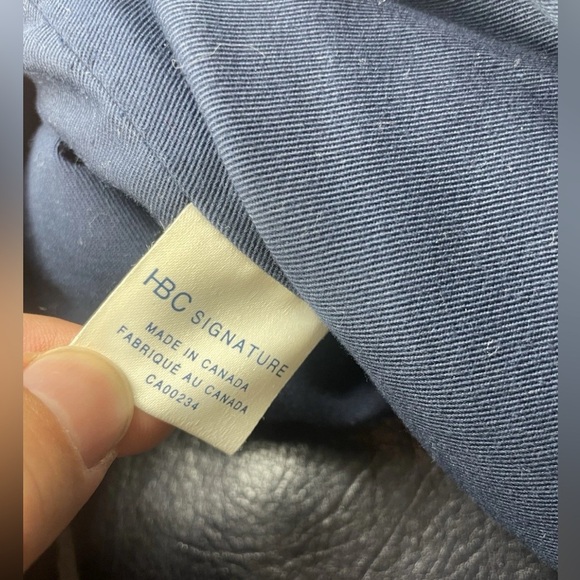 HBC SIGNATURE
MADE IN CANADA
FABRIQUÉ AU CANADA
CA00234